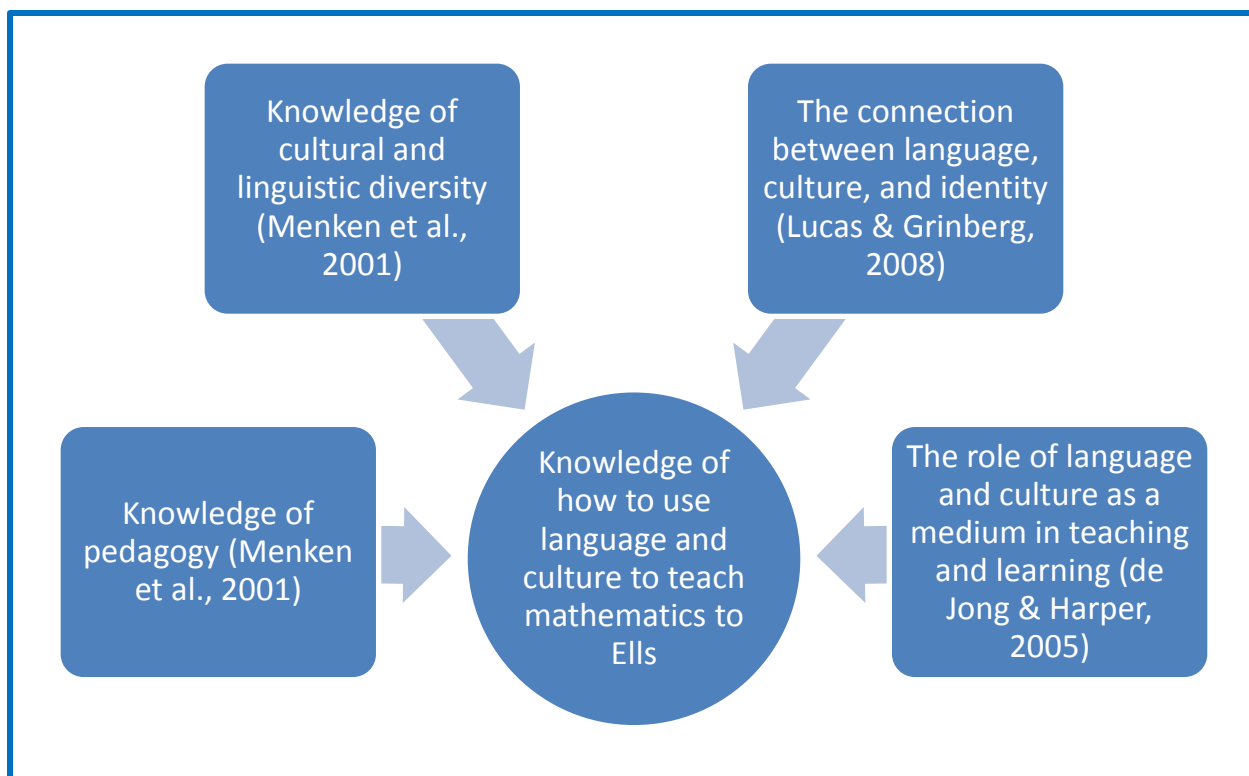 Knowledge of
cultural and
linguistic diversity
(Menken et al.,
2001)
The connection
between language,
culture, and identity
(Lucas & Grinberg,
2008)
Knowledge of
pedagogy (Menken
et al., 2001)
Knowledge of
how to use
language and
culture to teach
mathematics to
Ells
The role of language
and culture as a
medium in teaching
and learning (de
Jong & Harper,
2005)